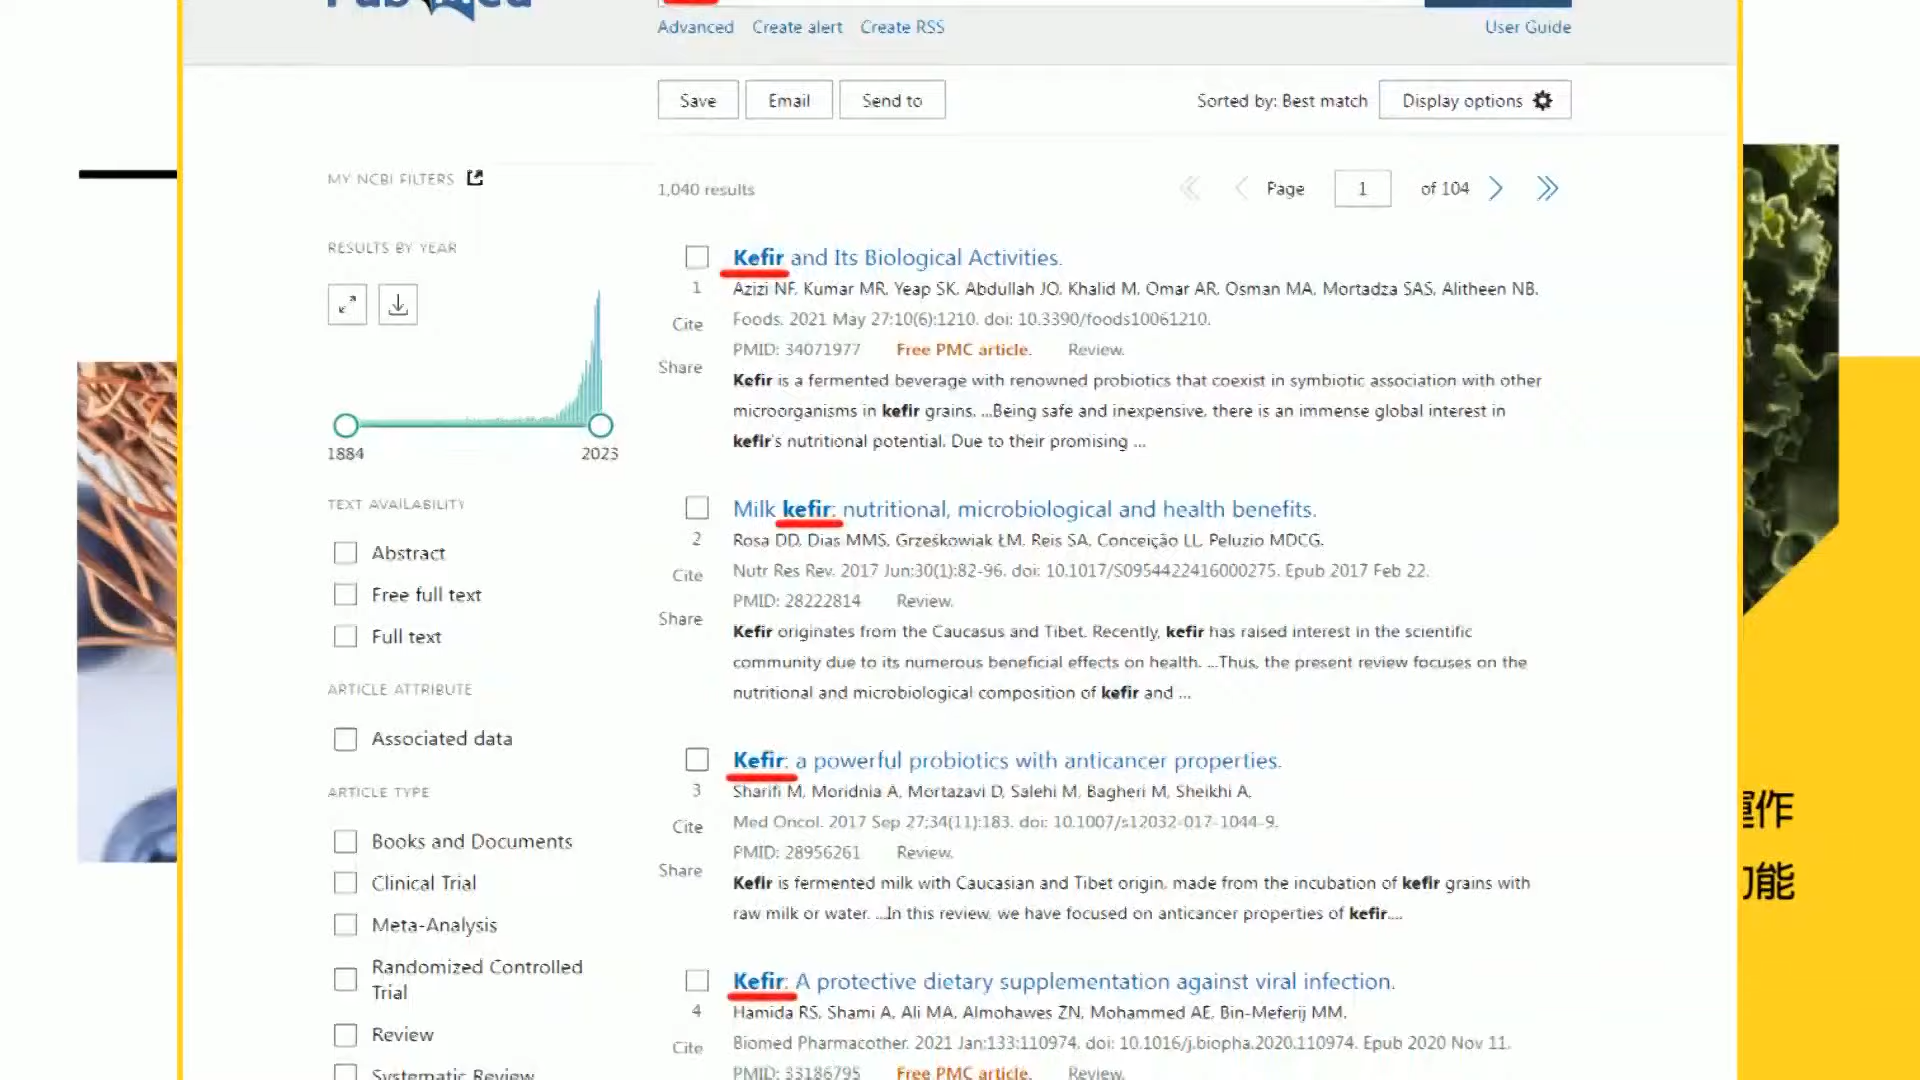 PubMed
Advanced Create alert Create RSS User Guide
Save Email Send to Sorted by: Best match Display options
MY NCBI FILTERS
1,040 results
Page 1 of 104
RESULTS BY YEAR
1884 2023
TEXT AVAILABILITY
Abstract
Free full text
Full text
ARTICLE ATTRIBUTE
Associated data
ARTICLE TYPE
Books and Documents
Clinical Trial
Meta-Analysis
Randomized Controlled
Trial
Review
Systematic Review
Kefir and Its Biological Activities.
1 Azizi NF, Kumar MR, Yeap SK, Abdullah JO, Khalid M, Omar AR, Osman MA, Mortadza SAS, Alitheen NB.
Cite Foods. 2021 May 27;10(6):1210. doi: 10.3390/foods10061210.
PMID: 34071977 Free PMC article. Review.
Share
Kefir is a fermented beverage with renowned probiotics that coexist in symbiotic association with other
microorganisms in kefir grains. ...Being safe and inexpensive, there is an immense global interest in
kefir's nutritional potential. Due to their promising ...
Milk kefir: nutritional, microbiological and health benefits.
2 Rosa DD, Dias MMS, Grześkowiak ŁM, Reis SA, Conceição LL, Peluzio MDCG.
Cite Nutr Res Rev. 2017 Jun;30(1):82-96. doi: 10.1017/S0954422416000275. Epub 2017 Feb 22.
PMID: 28222814 Review.
Share
Kefir originates from the Caucasus and Tibet. Recently, kefir has raised interest in the scientific
community due to its numerous beneficial effects on health. ...Thus, the present review focuses on the
nutritional and microbiological composition of kefir and ...
Kefir: a powerful probiotics with anticancer properties.
3 Sharifi M, Moridnia A, Mortazavi D, Salehi M, Bagheri M, Sheikhi A.
Cite Med Oncol. 2017 Sep 27;34(11):183. doi: 10.1007/s12032-017-1044-9.
PMID: 28956261 Review.
Share
Kefir is fermented milk with Caucasian and Tibet origin, made from the incubation of kefir grains with
raw milk or water. ...In this review, we have focused on anticancer properties of kefir....
Kefir: A protective dietary supplementation against viral infection.
4 Hamida RS, Shami A, Ali MA, Almohawes ZN, Mohammed AE, Bin-Meferij MM.
Cite Biomed Pharmacother. 2021 Jan;133:110974. doi: 10.1016/j.biopha.2020.110974. Epub 2020 Nov 11.
PMID: 33186795 Free PMC article. Review.
運作
功能